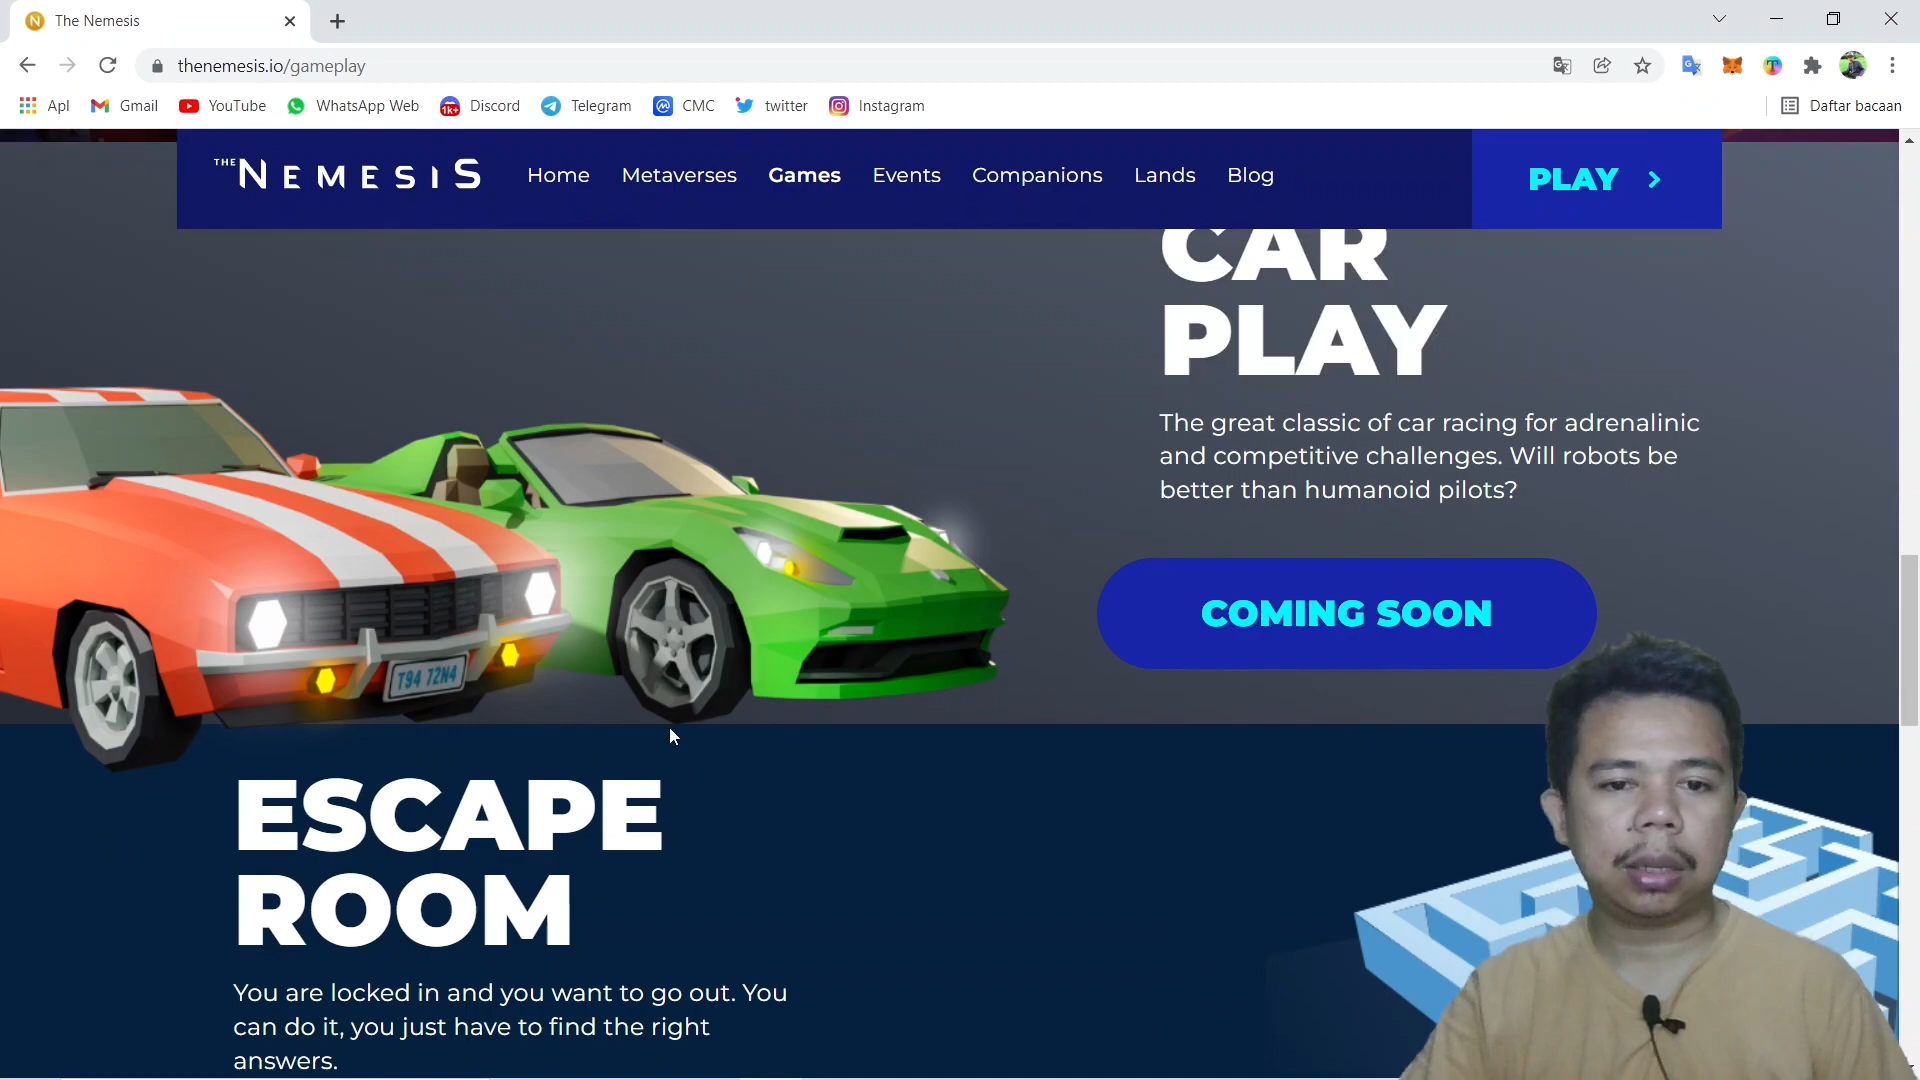 The Nemesis
thenemesis.io/gameplay
Apl
Gmail
YouTube
WhatsApp Web
1k+
Discord
Telegram
CMC
twitter
Instagram
Daftar bacaan
THE NEMESIS
Home
Metaverses
Games
Events
Companions
Lands
Blog
PLAY
CAR
PLAY
The great classic of car racing for adrenalinic
and competitive challenges. Will robots be
better than humanoid pilots?
COMING SOON
T94 72N4
ESCAPE
ROOM
You are locked in and you want to go out. You
can do it, you just have to find the right
answers.